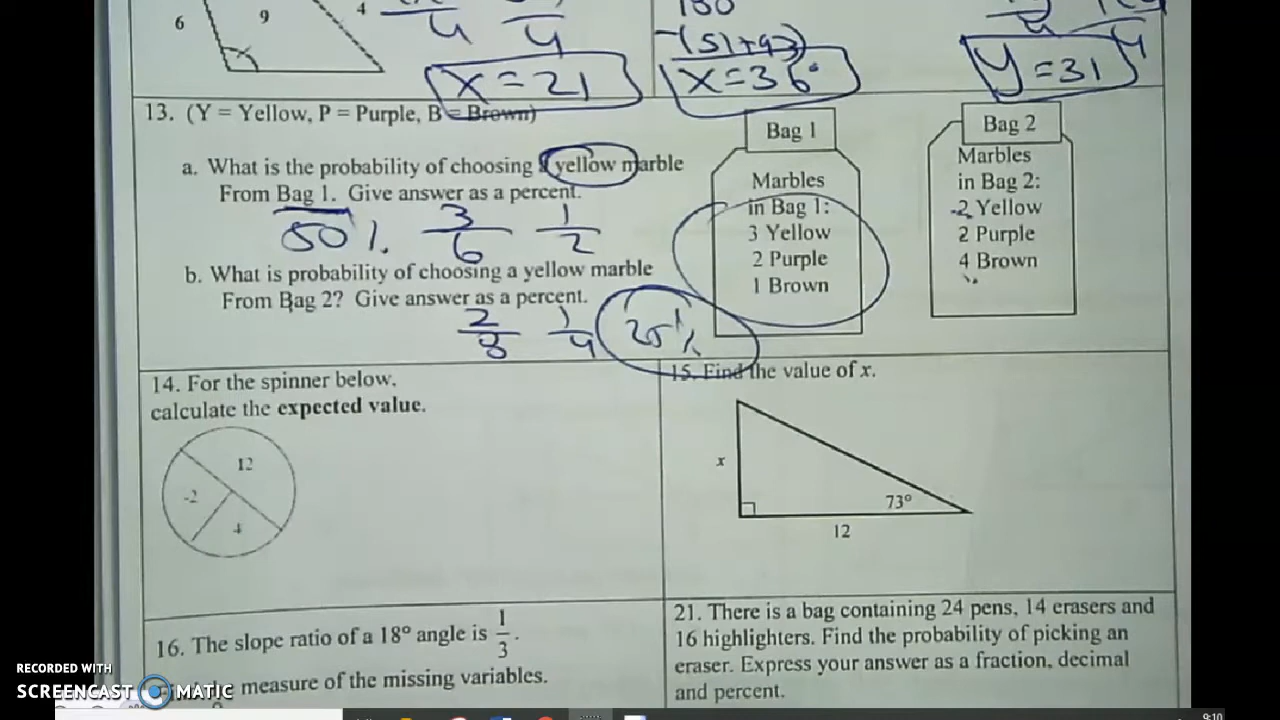 6
9
4
4
4
x = 21
180
-(51+93)
x = 36°
4
y = 31
13. (Y = Yellow, P = Purple, B = Brown)
a. What is the probability of choosing a yellow marble
From Bag 1. Give answer as a percent.
50% 3/6 1/2
b. What is probability of choosing a yellow marble
From Bag 2? Give answer as a percent.
2/8 1/4 25%
Bag 1
Marbles
in Bag 1:
3 Yellow
2 Purple
1 Brown
Bag 2
Marbles
in Bag 2:
2 Yellow
2 Purple
4 Brown
14. For the spinner below,
calculate the expected value.
12
-2
4
15. Find the value of x.
x
73°
12
16. The slope ratio of a 18° angle is 1/3.
measure of the missing variables.
21. There is a bag containing 24 pens, 14 erasers and
16 highlighters. Find the probability of picking an
eraser. Express your answer as a fraction, decimal
and percent.
RECORDED WITH
SCREENCAST MATIC
9:10